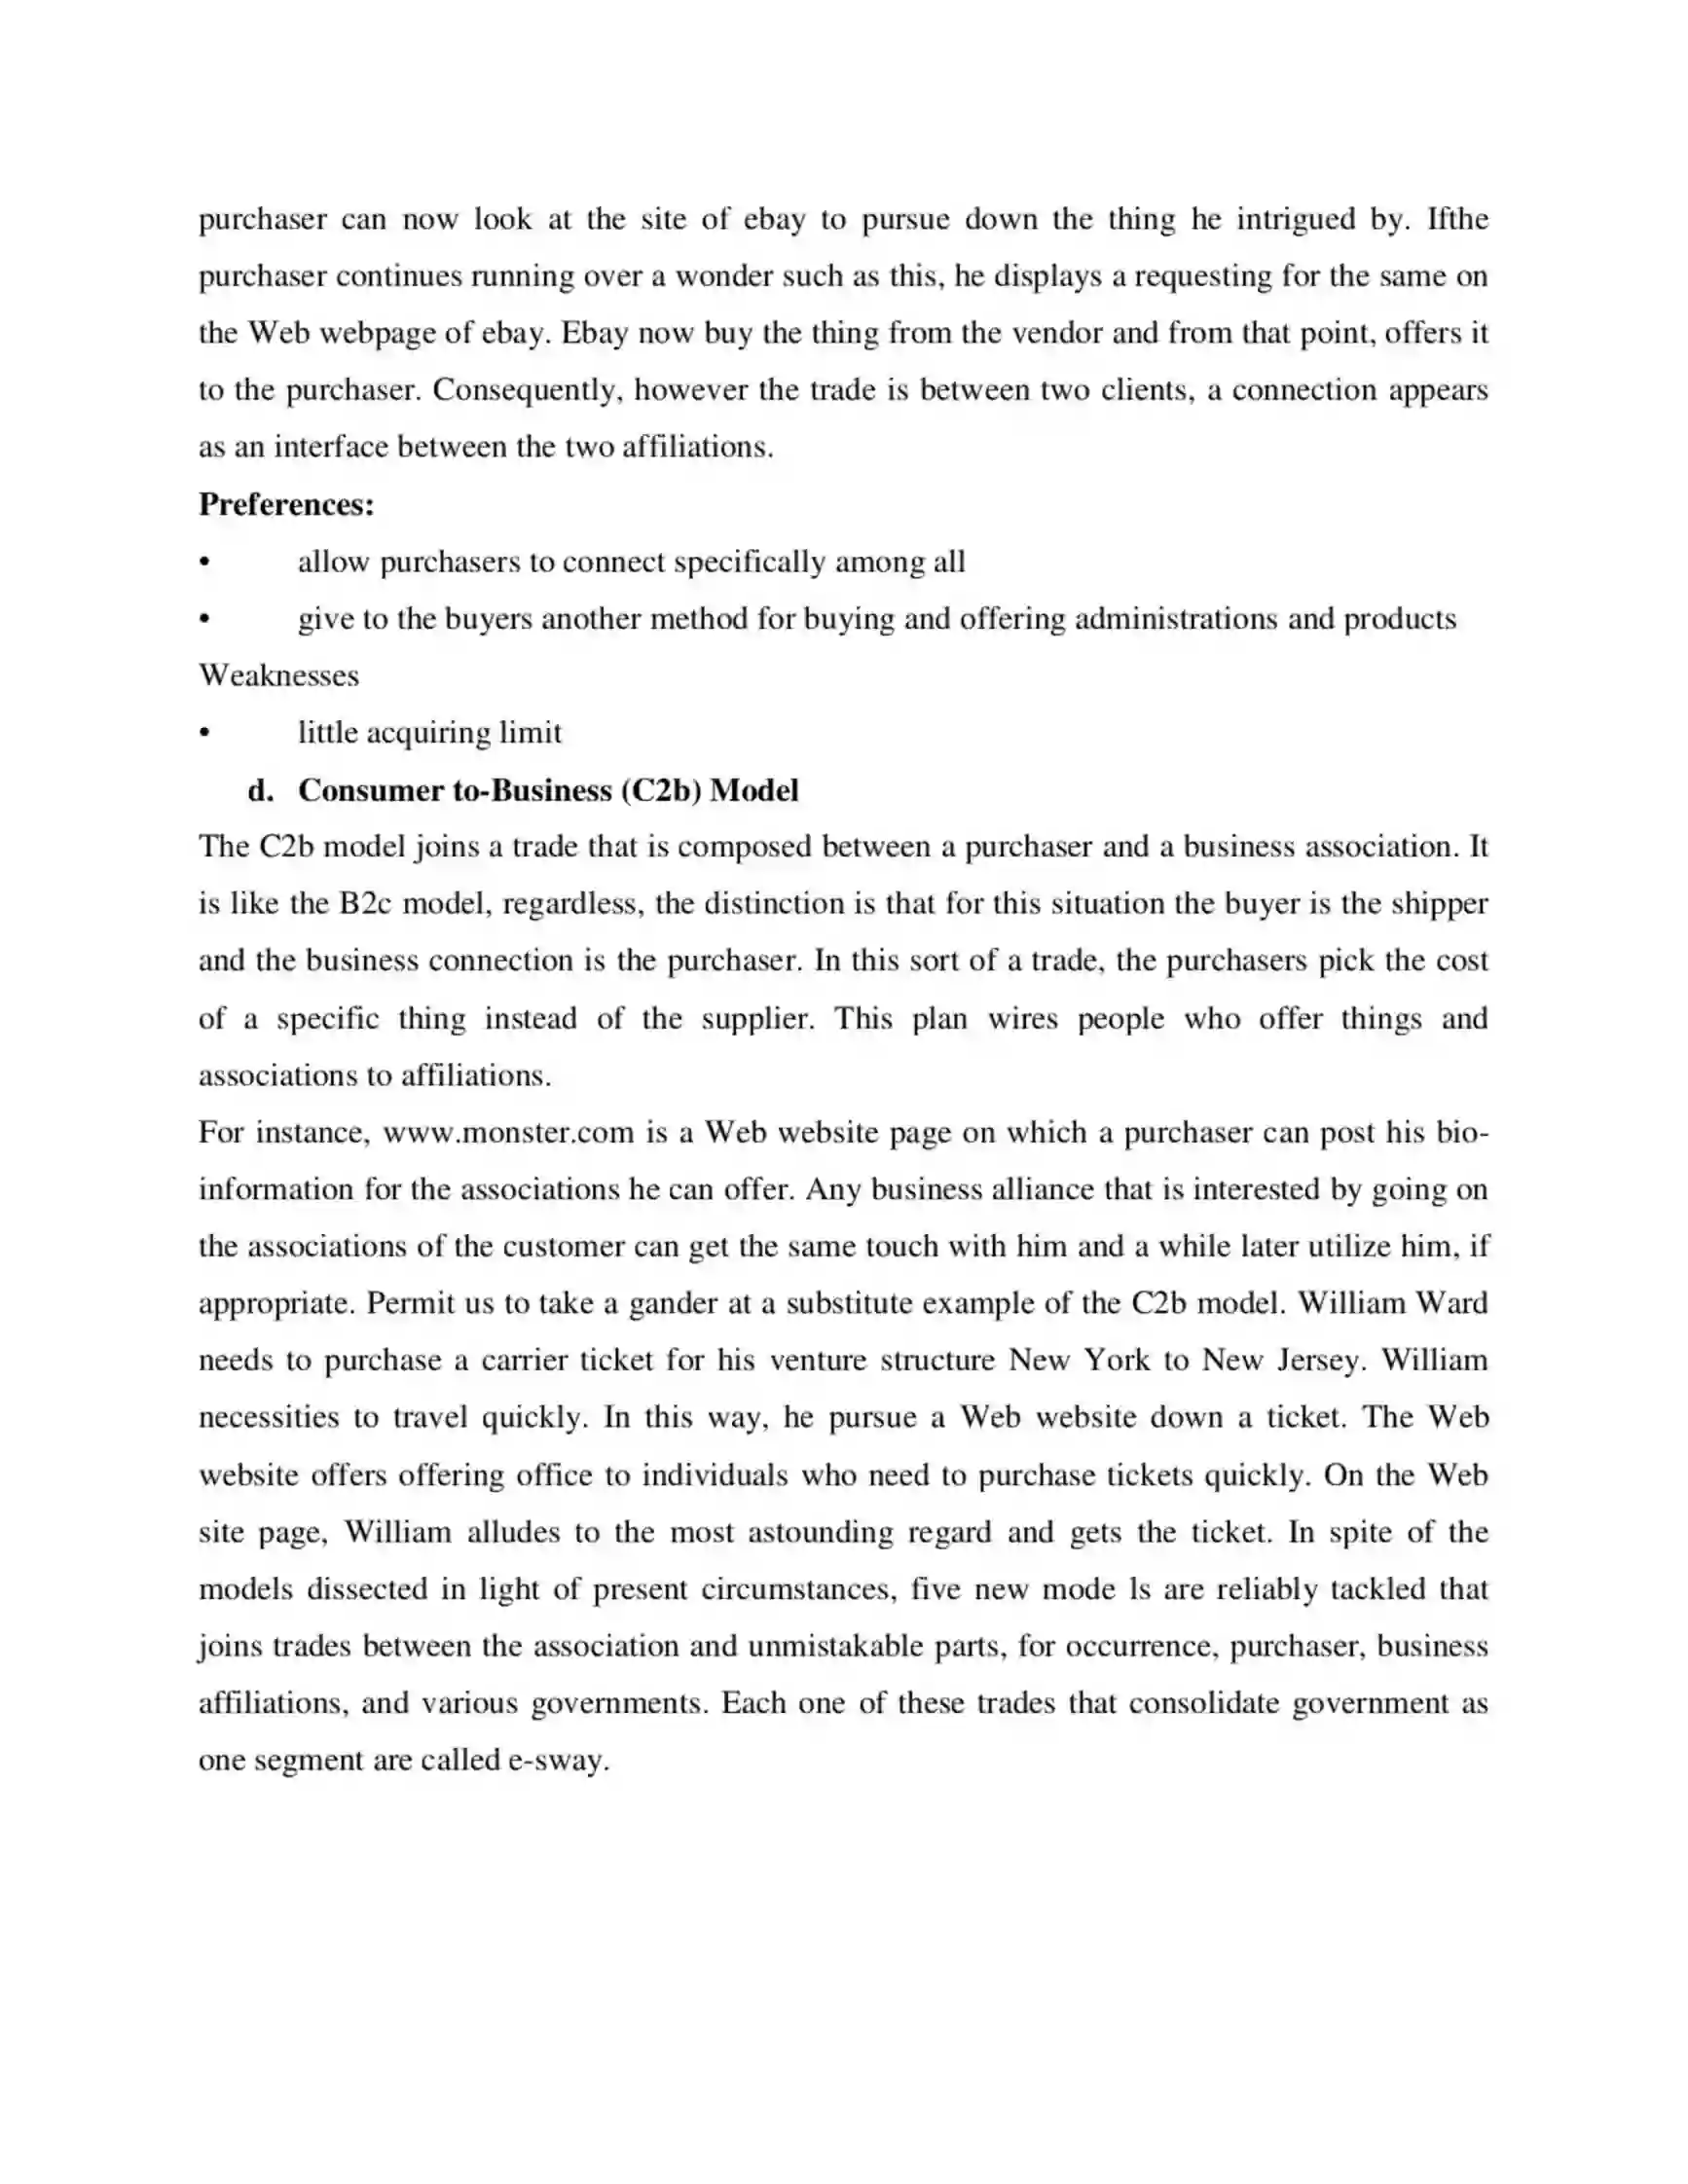 purchaser can now look at the site of ebay to pursue down the thing he intrigued by. Ifthe
purchaser continues running over a wonder such as this, he displays a requesting for the same on
the Web webpage of ebay. Ebay now buy the thing from the vendor and from that point, offers it
to the purchaser. Consequently, however the trade is between two clients, a connection appears
as an interface between the two affiliations.
Preferences:
• allow purchasers to connect specifically among all
• give to the buyers another method for buying and offering administrations and products
Weaknesses
• little acquiring limit
d. Consumer to-Business (C2b) Model
The C2b model joins a trade that is composed between a purchaser and a business association. It
is like the B2c model, regardless, the distinction is that for this situation the buyer is the shipper
and the business connection is the purchaser. In this sort of a trade, the purchasers pick the cost
of a specific thing instead of the supplier. This plan wires people who offer things and
associations to affiliations.
For instance, www.monster.com is a Web website page on which a purchaser can post his bio-
information for the associations he can offer. Any business alliance that is interested by going on
the associations of the customer can get the same touch with him and a while later utilize him, if
appropriate. Permit us to take a gander at a substitute example of the C2b model. William Ward
needs to purchase a carrier ticket for his venture structure New York to New Jersey. William
necessities to travel quickly. In this way, he pursue a Web website down a ticket. The Web
website offers offering office to individuals who need to purchase tickets quickly. On the Web
site page, William alludes to the most astounding regard and gets the ticket. In spite of the
models dissected in light of present circumstances, five new mode ls are reliably tackled that
joins trades between the association and unmistakable parts, for occurrence, purchaser, business
affiliations, and various governments. Each one of these trades that consolidate government as
one segment are called e-sway.